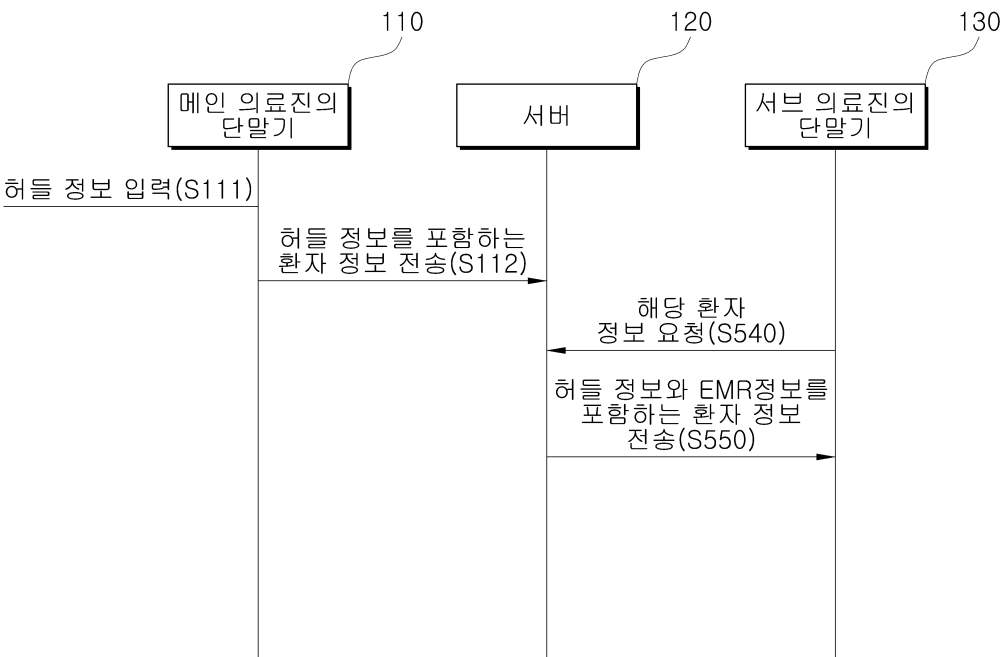 110
120
130
메인 의료진의
단말기
서버
서브 의료진의
단말기
허들 정보 입력(S111)
허들 정보를 포함하는
환자 정보 전송(S112)
해당 환자
정보 요청(S540)
허들 정보와 EMR정보를
포함하는 환자 정보
전송(S550)